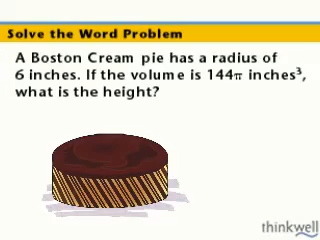 Solve the Word Problem
A Boston Cream pie has a radius of
6 inches. If the volume is 144π inches³,
what is the height?
thinkwell